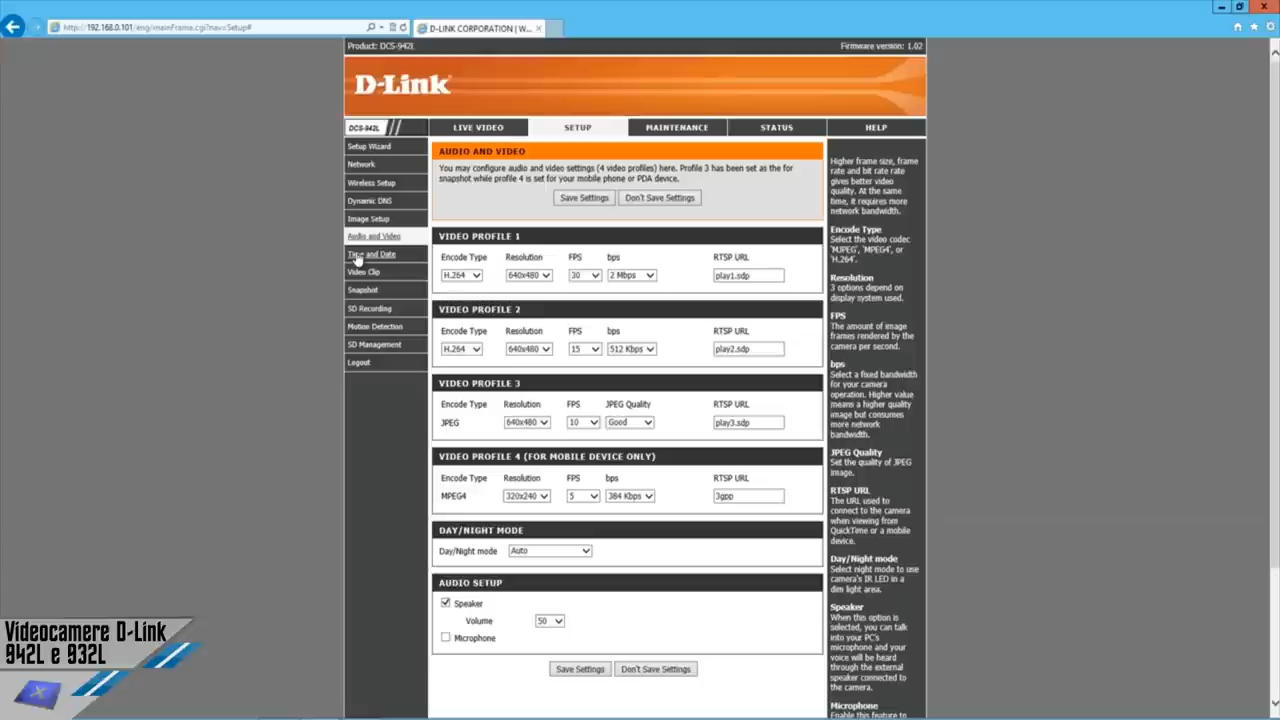 http://192.168.0.101/eng/mainFrame.cgi?nav=Setup#
D-LINK CORPORATION | W...
Product: DCS-942L
Firmware version: 1.02
D-Link
DCS-942L
LIVE VIDEO
SETUP
MAINTENANCE
STATUS
HELP
Setup Wizard
Network
Wireless Setup
Dynamic DNS
Image Setup
Audio and Video
Time and Date
Video Clip
Snapshot
SD Recording
Motion Detection
SD Management
Logout
AUDIO AND VIDEO
You may configure audio and video settings (4 video profiles) here. Profile 3 has been set as the for
snapshot while profile 4 is set for your mobile phone or PDA device.
Save Settings
Don't Save Settings
VIDEO PROFILE 1
Encode Type Resolution FPS bps RTSP URL
H.264 640x480 30 2 Mbps play1.sdp
VIDEO PROFILE 2
Encode Type Resolution FPS bps RTSP URL
H.264 640x480 15 512 Kbps play2.sdp
VIDEO PROFILE 3
Encode Type Resolution FPS JPEG Quality RTSP URL
JPEG 640x480 10 Good play3.sdp
VIDEO PROFILE 4 (FOR MOBILE DEVICE ONLY)
Encode Type Resolution FPS bps RTSP URL
MPEG4 320x240 5 384 Kbps 3gpp
DAY/NIGHT MODE
Day/Night mode Auto
AUDIO SETUP
Speaker
Volume 50
Microphone
Save Settings
Don't Save Settings
Higher frame size, frame
rate and bit rate rate
gives better video
quality. At the same
time, it requires more
network bandwidth.
Encode Type
Select the video codec
'MJPEG', 'MPEG4', or
'H.264'.
Resolution
3 options depend on
display system used.
FPS
The amount of image
frames rendered by the
camera per second.
bps
Select a fixed bandwidth
for your camera
operation. Higher value
means a higher quality
image but consumes
more network
bandwidth.
JPEG Quality
Set the quality of JPEG
image.
RTSP URL
The URL used to
connect to the camera
when viewing from
QuickTime or a mobile
device.
Day/Night mode
Select night mode to use
camera's IR LED in a
dim light area.
Speaker
When this option is
selected, you can talk
into your PC's
microphone and your
voice will be heard
through the external
speaker connected to
the camera.
Microphone
Enable this feature to
Videocamere D-Link
942L e 932L